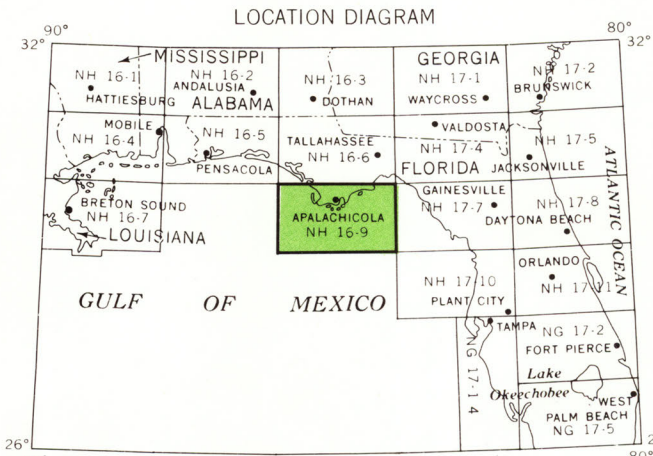 LOCATION DIAGRAM
90°
80°
32°
32°
MISSISSIPPI
NH 16-1
HATTIESBURG
NH 16-2
ANDALUSIA
ALABAMA
NH 16-3
DOTHAN
GEORGIA
NH 17-1
WAYCROSS
NH 17-2
BRUNSWICK
MOBILE
NH 16-4
NH 16-5
PENSACOLA
TALLAHASSEE
NH 16-6
VALDOSTA
NH 17-4
FLORIDA
NH 17-5
JACKSONVILLE
ATLANTIC OCEAN
BRETON SOUND
NH 16-7
LOUISIANA
APALACHICOLA
NH 16-9
GAINESVILLE
NH 17-7
NH 17-8
DAYTONA BEACH
GULF OF MEXICO
NH 17-10
PLANT CITY
ORLANDO
NH 17-11
TAMPA
NG 17-1 4
NG 17-2
FORT PIERCE
Lake
Okeechobee
WEST
PALM BEACH
NG 17-5
26°
80°